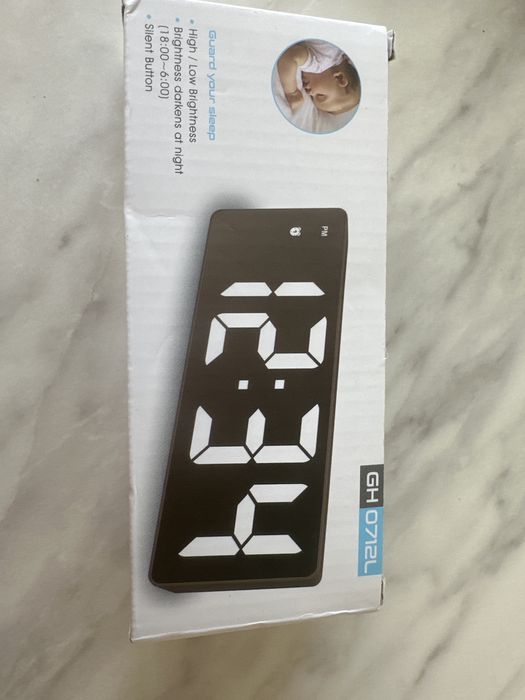 Guard your sleep
• High / Low Brightness
• Brightness darkens at night
(18:00~6:00)
• Silent Button
PM
12:34
GH 0712L